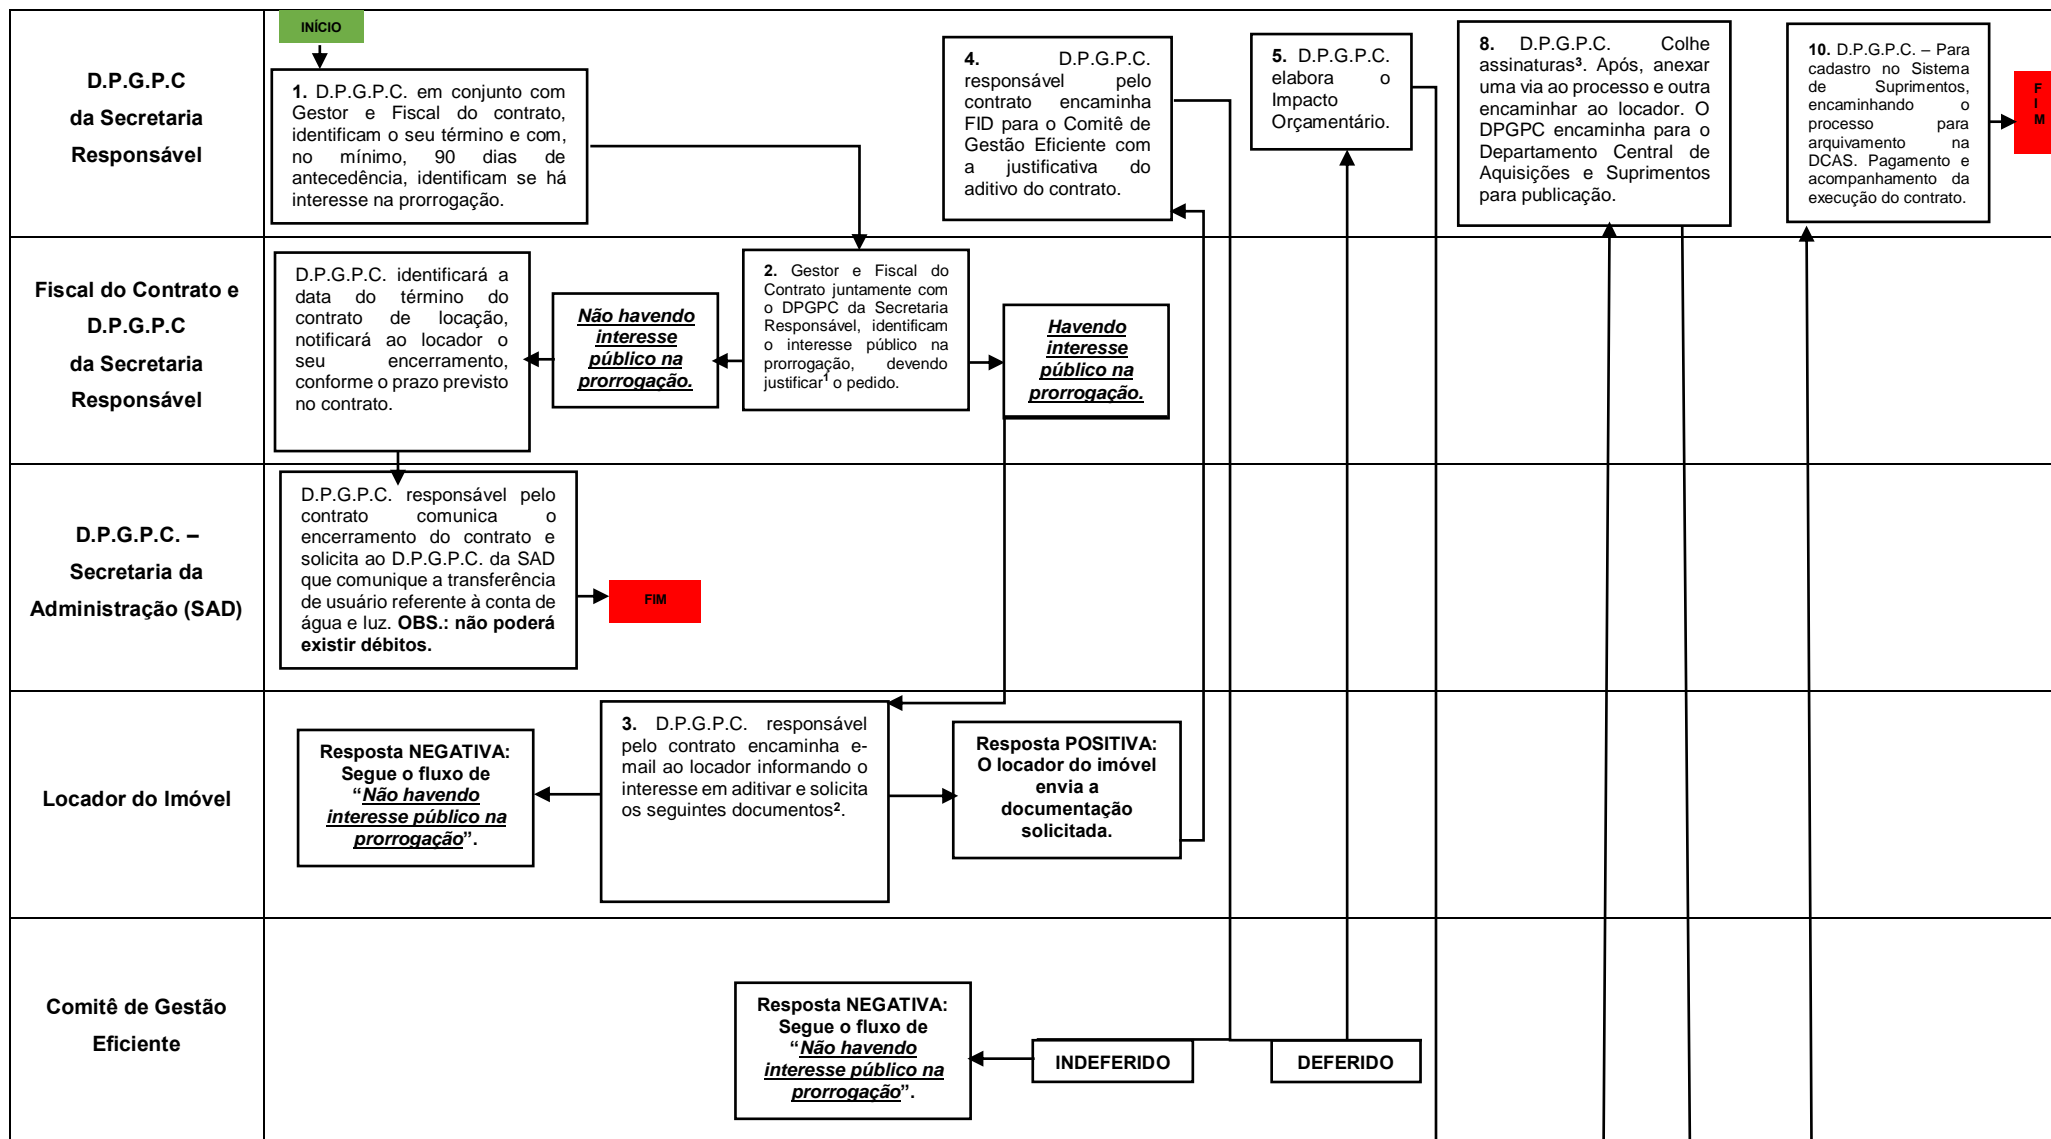 D.P.G.P.C
da Secretaria
Responsável
INÍCIO
1. D.P.G.P.C. em conjunto com
Gestor e Fiscal do contrato,
identificam o seu término e com,
no mínimo, 90 dias de
antecedência, identificam se há
interesse na prorrogação.
4. D.P.G.P.C.
responsável pelo
contrato encaminha
FID para o Comitê de
Gestão Eficiente com
a justificativa do
aditivo do contrato.
5. D.P.G.P.C.
elabora o
Impacto
Orçamentário.
8. D.P.G.P.C. Colhe
assinaturas³. Após, anexar
uma via ao processo e outra
encaminhar ao locador. O
DPGPC encaminha para o
Departamento Central de
Aquisições e Suprimentos
para publicação.
10. D.P.G.P.C. – Para
cadastro no Sistema
de Suprimentos,
encaminhando o
processo para
arquivamento na
DCAS. Pagamento e
acompanhamento da
execução do contrato.
F
I
M
Fiscal do Contrato e
D.P.G.P.C
da Secretaria
Responsável
D.P.G.P.C. identificará a
data do término do
contrato de locação,
notificará ao locador o
seu encerramento,
conforme o prazo previsto
no contrato.
Não havendo
interesse
público na
prorrogação.
2. Gestor e Fiscal do
Contrato juntamente com
o DPGPC da Secretaria
Responsável, identificam
o interesse público na
prorrogação, devendo
justificar¹ o pedido.
Havendo
interesse
público na
prorrogação.
D.P.G.P.C. –
Secretaria da
Administração (SAD)
D.P.G.P.C. responsável pelo
contrato comunica o
encerramento do contrato e
solicita ao D.P.G.P.C. da SAD
que comunique a transferência
de usuário referente à conta de
água e luz. OBS.: não poderá
existir débitos.
FIM
Locador do Imóvel
Resposta NEGATIVA:
Segue o fluxo de
“Não havendo
interesse público na
prorrogação”.
3. D.P.G.P.C. responsável
pelo contrato encaminha e-
mail ao locador informando o
interesse em aditivar e solicita
os seguintes documentos².
Resposta POSITIVA:
O locador do imóvel
envia a
documentação
solicitada.
Comitê de Gestão
Eficiente
Resposta NEGATIVA:
Segue o fluxo de
“Não havendo
interesse público na
prorrogação”.
INDEFERIDO
DEFERIDO